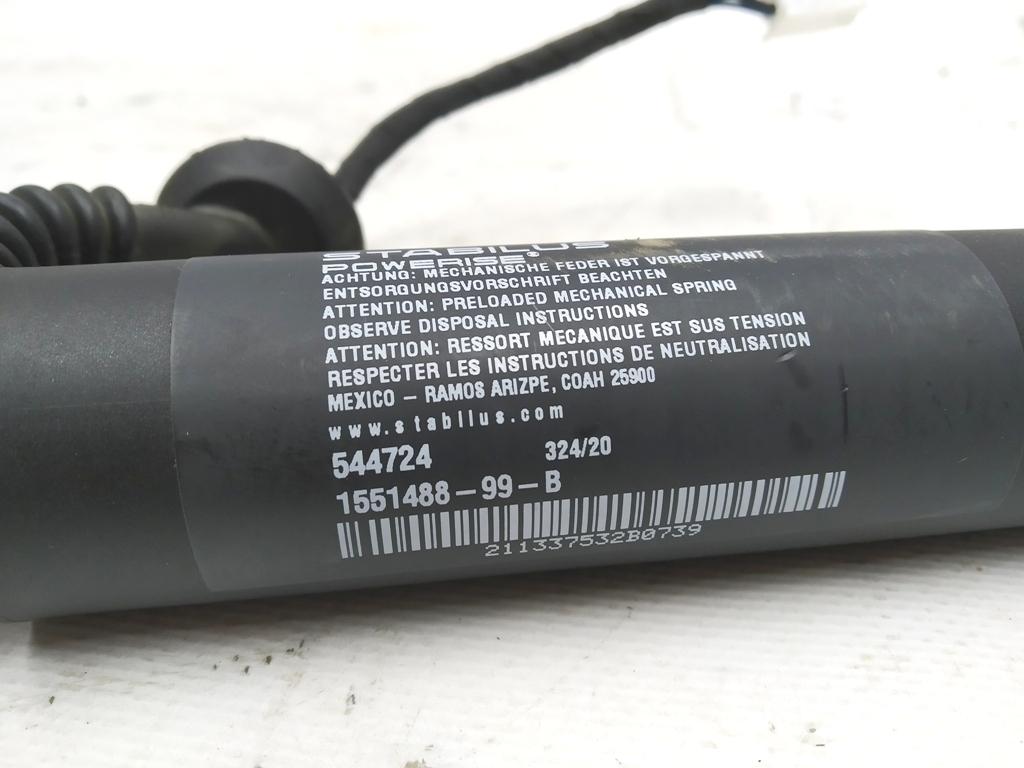 STABILUS
POWERISE®
ACHTUNG: MECHANISCHE FEDER IST VORGESPANNT
ENTSORGUNGSVORSCHRIFT BEACHTEN
ATTENTION: PRELOADED MECHANICAL SPRING
OBSERVE DISPOSAL INSTRUCTIONS
ATTENTION: RESSORT MECANIQUE EST SUS TENSION
RESPECTER LES INSTRUCTIONS DE NEUTRALISATION
MEXICO - RAMOS ARIZPE, COAH 25900
www.stabilus.com
544724 324/20
1551488-99-B
211337532B0739